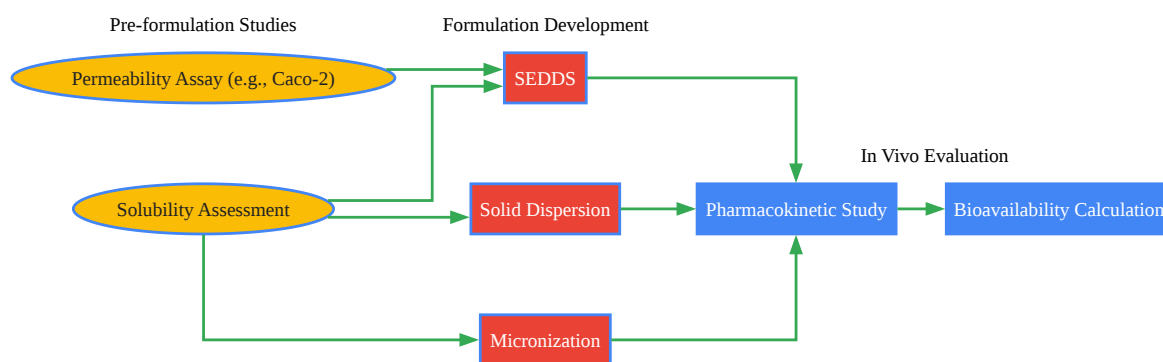 Pre-formulation Studies
Formulation Development
Permeability Assay (e.g., Caco-2)
SEDDS
In Vivo Evaluation
Solubility Assessment
Solid Dispersion
Pharmacokinetic Study
Bioavailability Calculation
Micronization